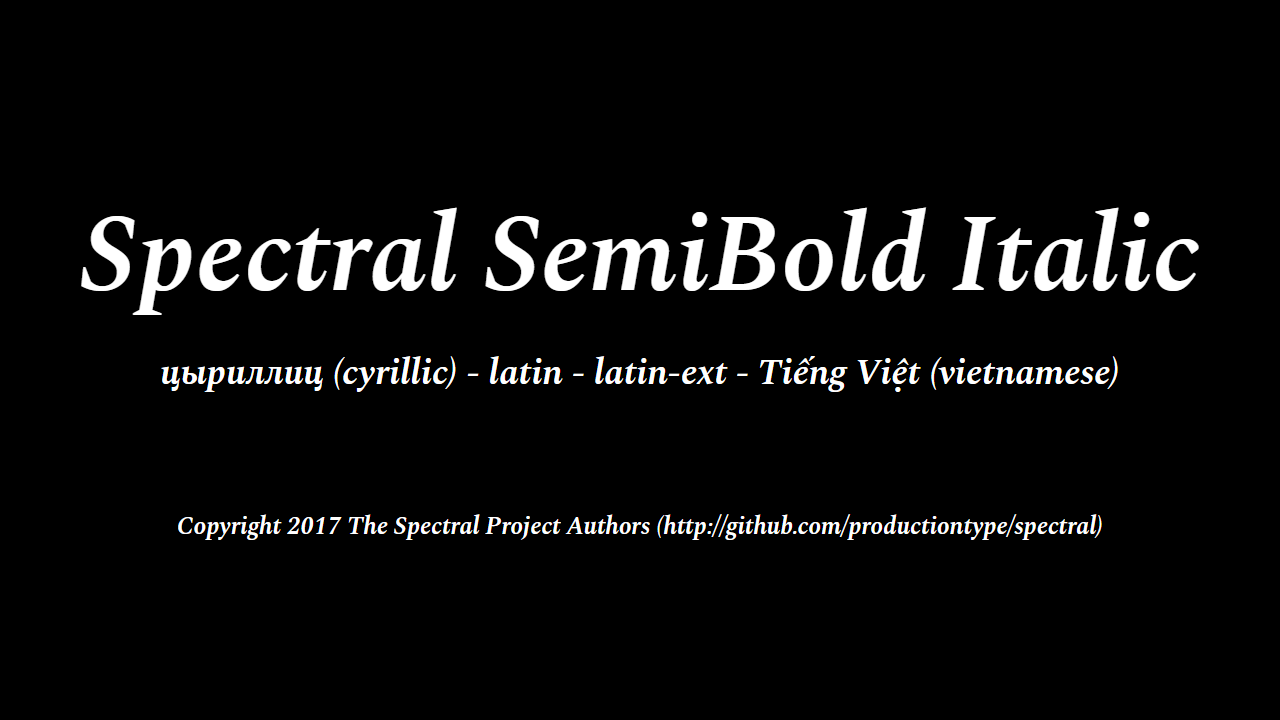 Spectral SemiBold Italic
цыриллиц (cyrillic) - latin - latin-ext - Tiếng Việt (vietnamese)
Copyright 2017 The Spectral Project Authors (http://github.com/productiontype/spectral)